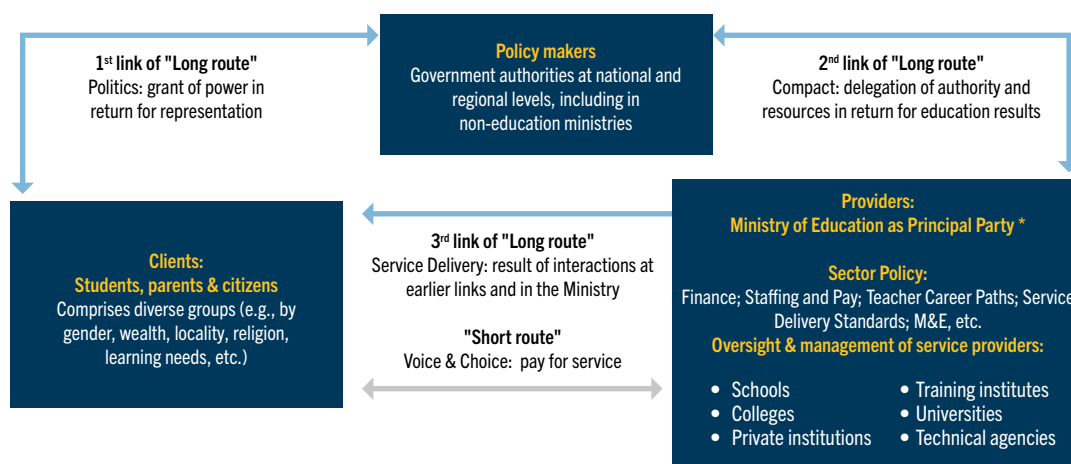 1st link of "Long route"
Politics: grant of power in
return for representation
Policy makers
Government authorities at national and
regional levels, including in
non-education ministries
2nd link of "Long route"
Compact: delegation of authority and
resources in return for education results
Clients:
Students, parents & citizens
Comprises diverse groups (e.g., by
gender, wealth, locality, religion,
learning needs, etc.)
3rd link of "Long route"
Service Delivery: result of interactions at
earlier links and in the Ministry
"Short route"
Voice & Choice: pay for service
Providers:
Ministry of Education as Principal Party *
Sector Policy:
Finance; Staffing and Pay; Teacher Career Paths; Service
Delivery Standards; M&E, etc.
Oversight & management of service providers:
• Schools
• Colleges
• Private institutions
• Training institutes
• Universities
• Technical agencies